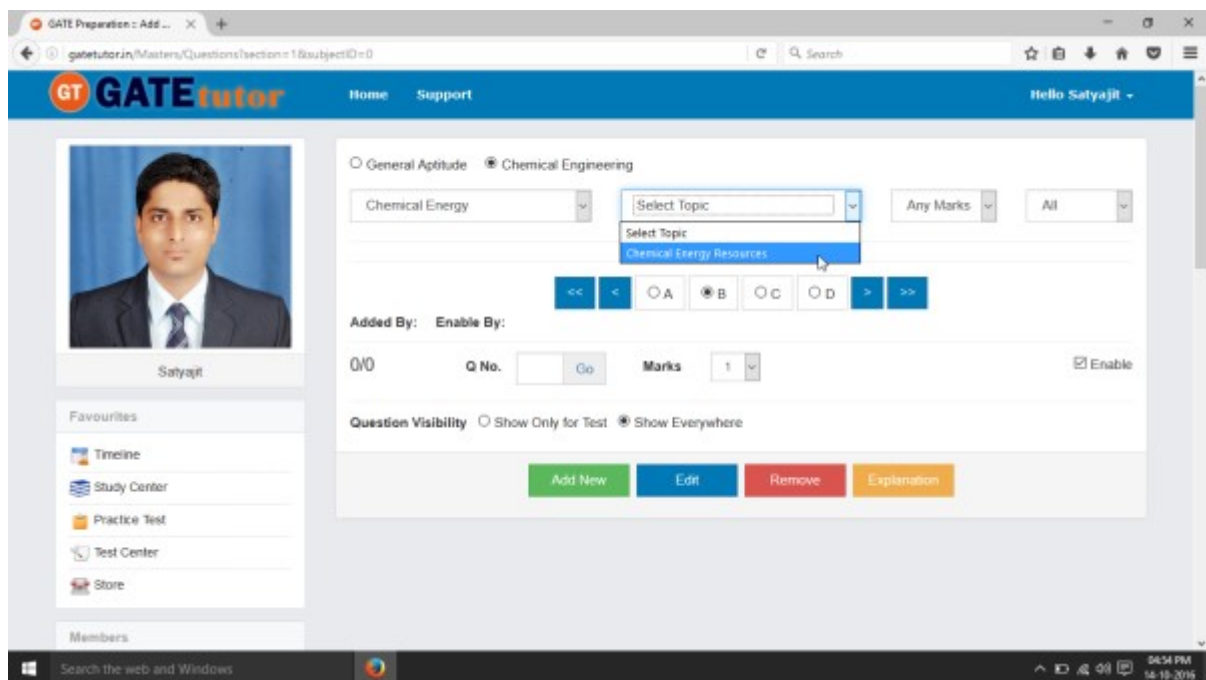 GATE Preparation :: Add ...
gatetutor.in/Masters/Questions?section=1&subjectID=0
Search
GT GATEtutor
Home Support
Hello Satyajit
General Aptitude Chemical Engineering
Chemical Energy Select Topic Any Marks All
Select Topic
Chemical Energy Resources
<< < A B C D > >>
Added By: Enable By:
Satyajit
0/0 Q No. Go Marks 1 Enable
Favourites
Question Visibility Show Only for Test Show Everywhere
Timeline
Study Center
Add New Edit Remove Explanation
Practice Test
Test Center
Store
Members
Search the web and Windows
04:54 PM
14-10-2016